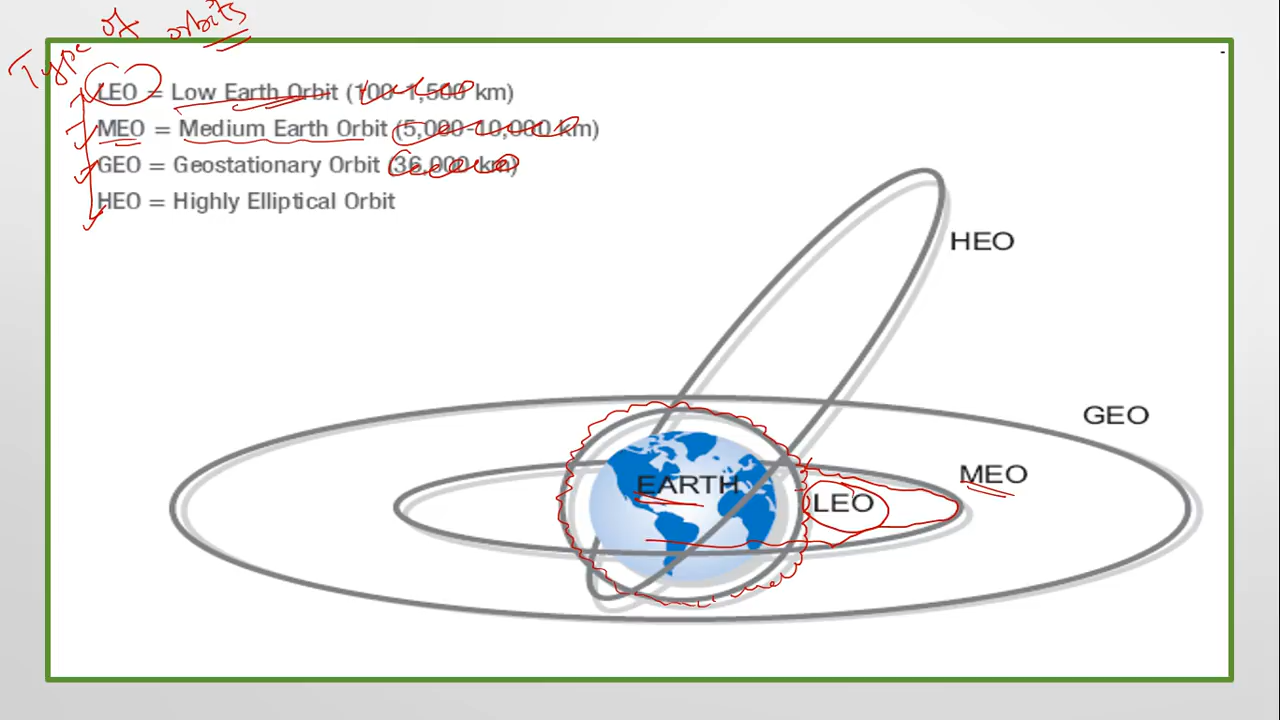 Type of orbits
LEO = Low Earth Orbit (100-1,500 km)
MEO = Medium Earth Orbit (5,000-10,000 km)
GEO = Geostationary Orbit (36,000 km)
HEO = Highly Elliptical Orbit
HEO
GEO
MEO
EARTH
LEO